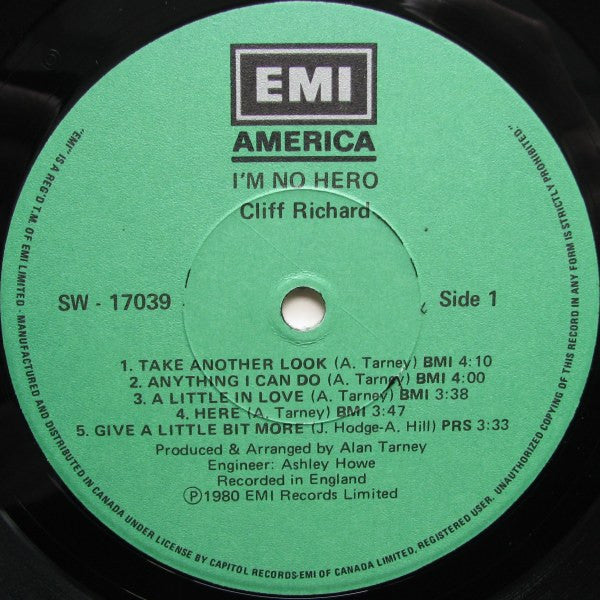 EMI
AMERICA
I'M NO HERO
Cliff Richard
SW - 17039
Side 1
1. TAKE ANOTHER LOOK (A. Tarney) BMI 4:10
2. ANYTHING I CAN DO (A. Tarney) BMI 4:00
3. A LITTLE IN LOVE (A. Tarney) BMI 3:38
4. HERE (A. Tarney) BMI 3:47
5. GIVE A LITTLE BIT MORE (J. Hodge-A, Hill) PRS 3:33
Produced & Arranged by Alan Tarney
Engineer: Ashley Howe
Recorded in England
Ⓟ1980 EMI Records Limited
"EMI" IS A REG'D T.M. OF EMI LIMITED - MANUFACTURED AND DISTRIBUTED IN CANADA UNDER LICENSE BY CAPITOL RECORDS-EMI OF CANADA LIMITED, REGISTERED USER. UNAUTHORIZED COPYING OF THIS RECORD IN ANY FORM IS STRICTLY PROHIBITED."